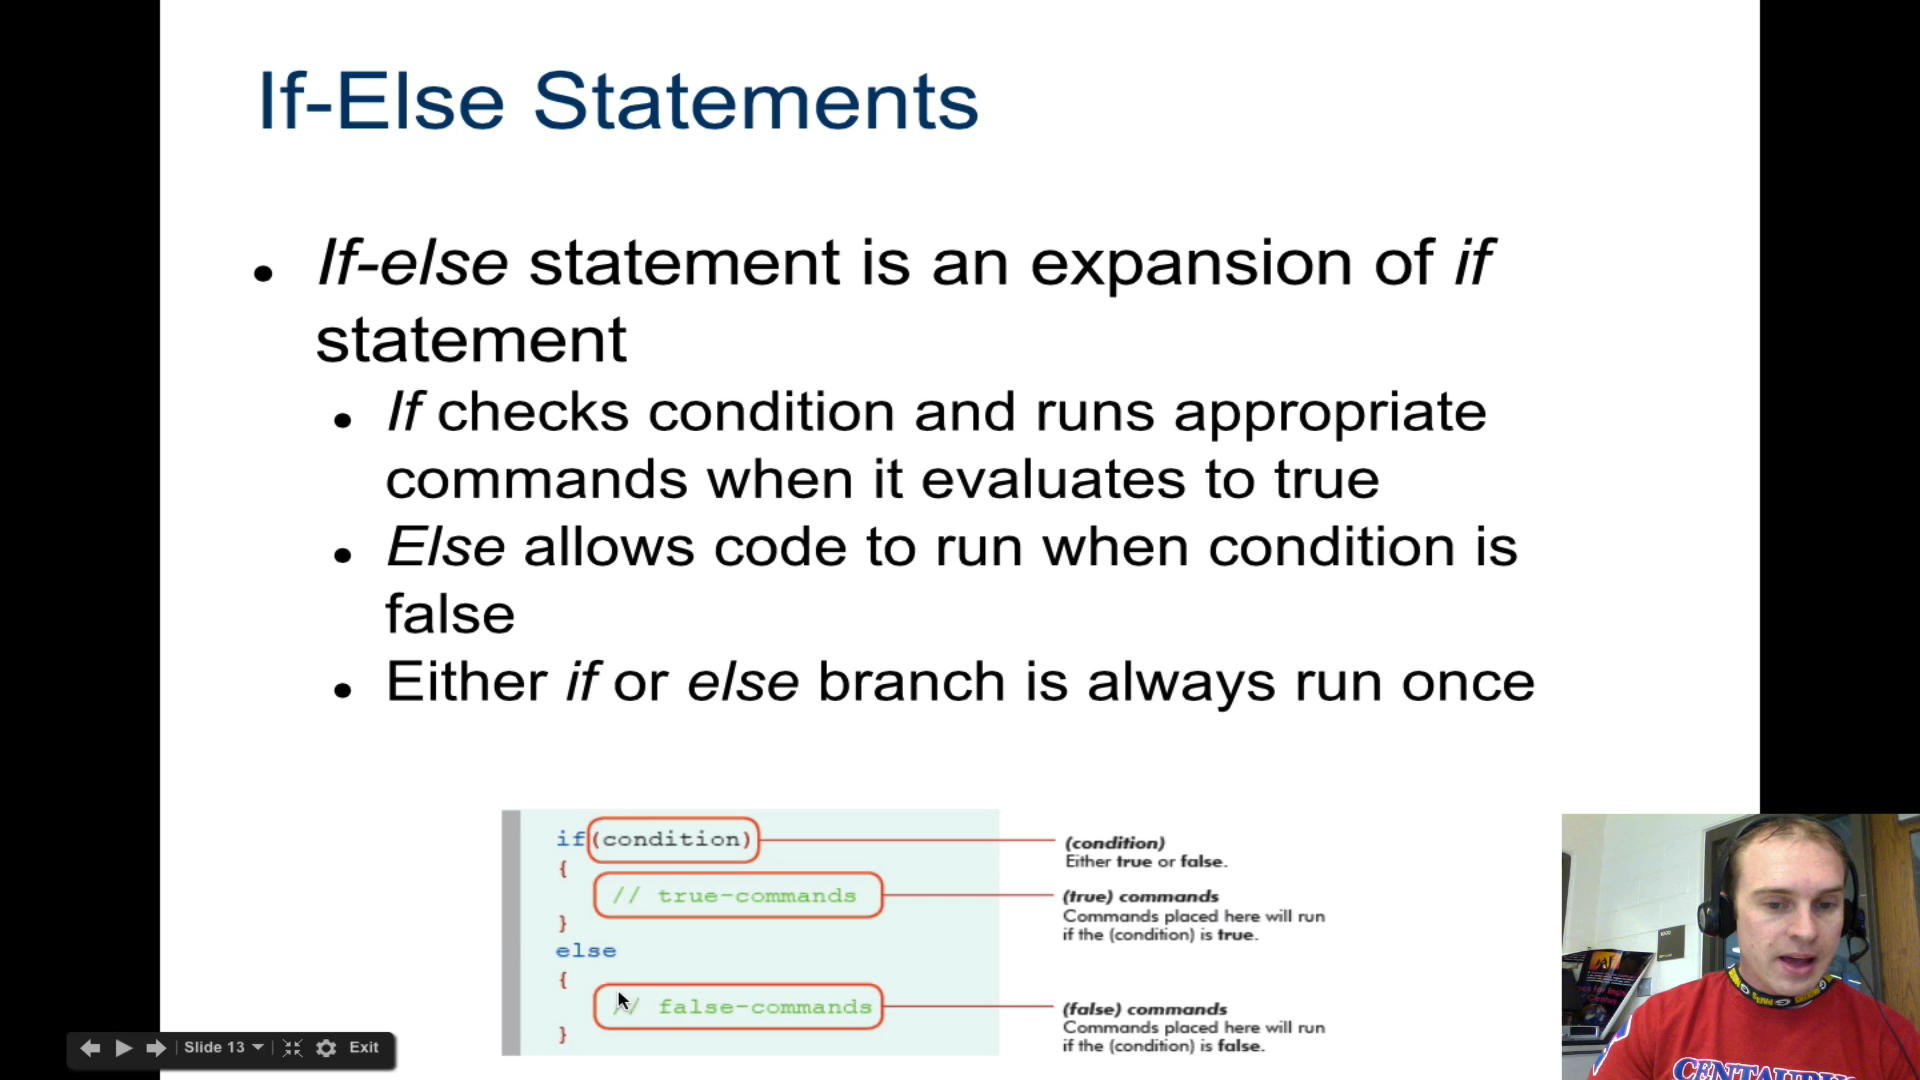 If-Else Statements
• If-else statement is an expansion of if
statement
• If checks condition and runs appropriate
commands when it evaluates to true
• Else allows code to run when condition is
false
• Either if or else branch is always run once
if(condition)
{
// true-commands
}
else
{
// false-commands
}
(condition)
Either true or false.
(true) commands
Commands placed here will run
if the (condition) is true.
(false) commands
Commands placed here will run
if the (condition) is false.
Slide 13
Exit